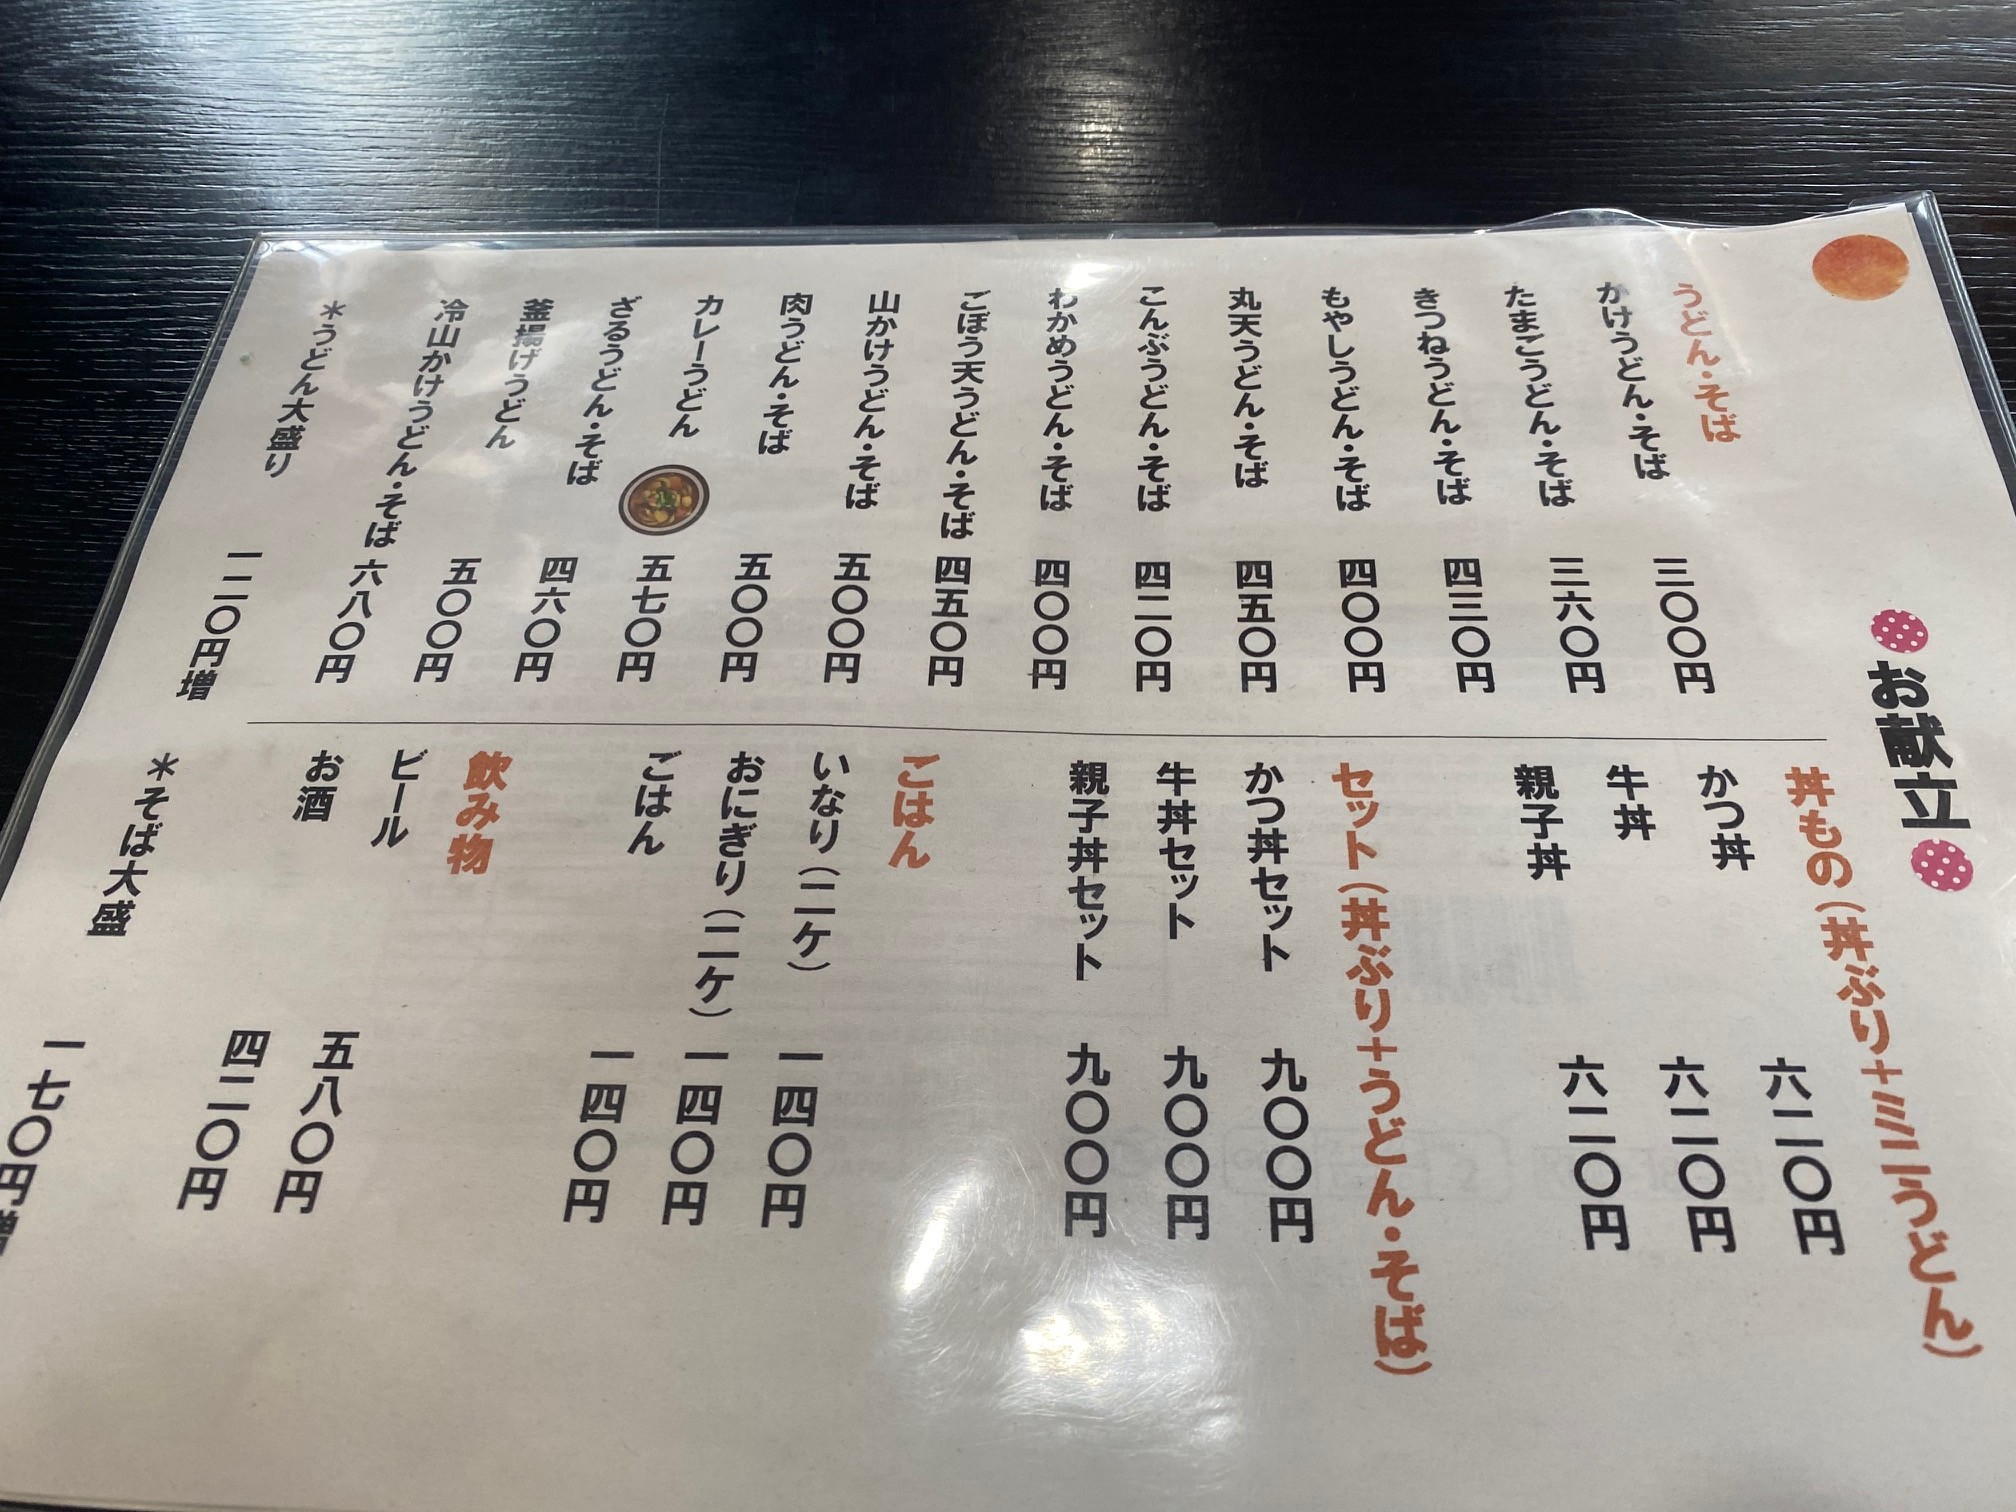 お献立
うどん・そば
かけうどん・そば 三〇〇円
たまごうどん・そば 三六〇円
きつねうどん・そば 四三〇円
もやしうどん・そば 四〇〇円
丸天うどん・そば 四五〇円
こんぶうどん・そば 四二〇円
わかめうどん・そば 四〇〇円
ごぼう天うどん・そば 四五〇円
山かけうどん・そば 五〇〇円
肉うどん・そば 五〇〇円
カレーうどん 五七〇円
ざるうどん・そば 四六〇円
釜揚げうどん 五〇〇円
冷山かけうどん・そば 六八〇円
＊うどん大盛り 一二〇円増
丼もの（丼ぶり＋ミニうどん）
かつ丼 六二〇円
牛丼 六二〇円
親子丼 六二〇円
セット（丼ぶり＋うどん・そば）
かつ丼セット 九〇〇円
牛丼セット 九〇〇円
親子丼セット 九〇〇円
ごはん
いなり（二ケ） 一四〇円
おにぎり（二ケ） 一四〇円
ごはん 一四〇円
飲み物
ビール 五八〇円
お酒 四二〇円
＊そば大盛 一七〇円増